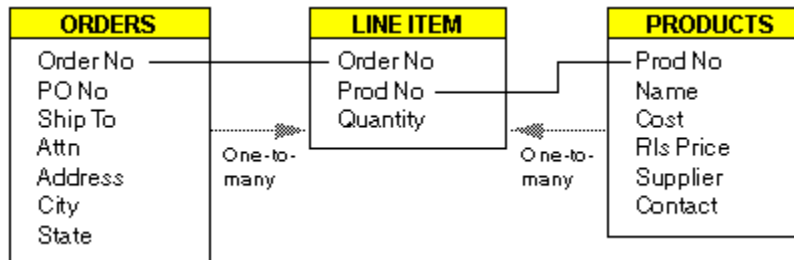 ORDERS
Order No
PO No
Ship To
Attn
Address
City
State
One-to-
many
LINE ITEM
Order No
Prod No
Quantity
One-to-
many
PRODUCTS
Prod No
Name
Cost
Rls Price
Supplier
Contact